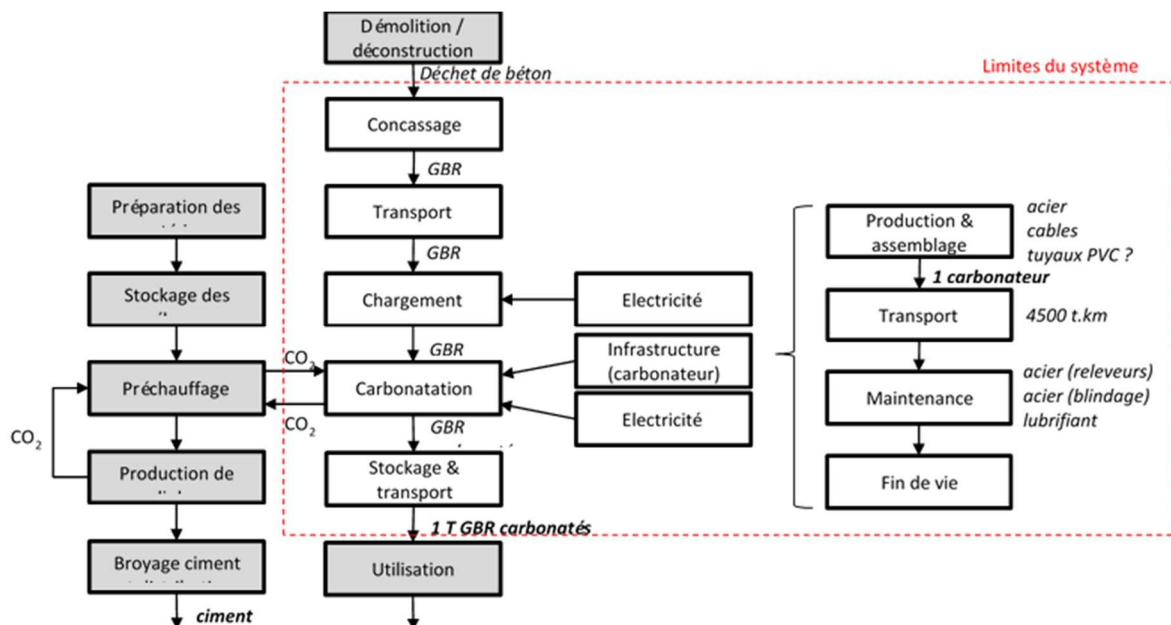 Démolition /
déconstruction
Déchet de béton
Limites du système
Concassage
GBR
Préparation des
Transport
GBR
Stockage des
Chargement
Electricité
GBR
CO2
Préchauffage
Carbonatation
Infrastructure
(carbonateur)
CO2
CO2
GBR
Electricité
Production de
Stockage &
transport
1 T GBR carbonatés
Broyage ciment
Utilisation
ciment
Production &
assemblage
acier
cables
tuyaux PVC ?
1 carbonateur
Transport
4500 t.km
Maintenance
acier (releveurs)
acier (blindage)
lubrifiant
Fin de vie